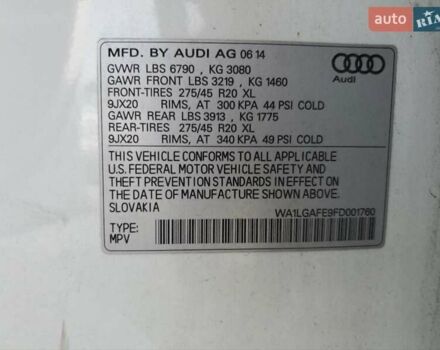 AUTO RIA
MFD. BY AUDI AG 06 14
GVWR LBS 6790 , KG 3080
GAWR FRONT LBS 3219 , KG 1460
FRONT-TIRES 275/45 R20 XL
9JX20 RIMS, AT 300 KPA 44 PSI COLD
GAWR REAR LBS 3913, KG 1775
REAR-TIRES 275/45 R20 XL
9JX20 RIMS, AT 340 KPA 49 PSI COLD
Audi
THIS VEHICLE CONFORMS TO ALL APPLICABLE
U.S. FEDERAL MOTOR VEHICLE SAFETY AND
THEFT PREVENTION STANDARDS IN EFFECT ON
THE DATE OF MANUFACTURE SHOWN ABOVE.
SLOVAKIA WA1LGAFE9FD001760
TYPE:
MPV